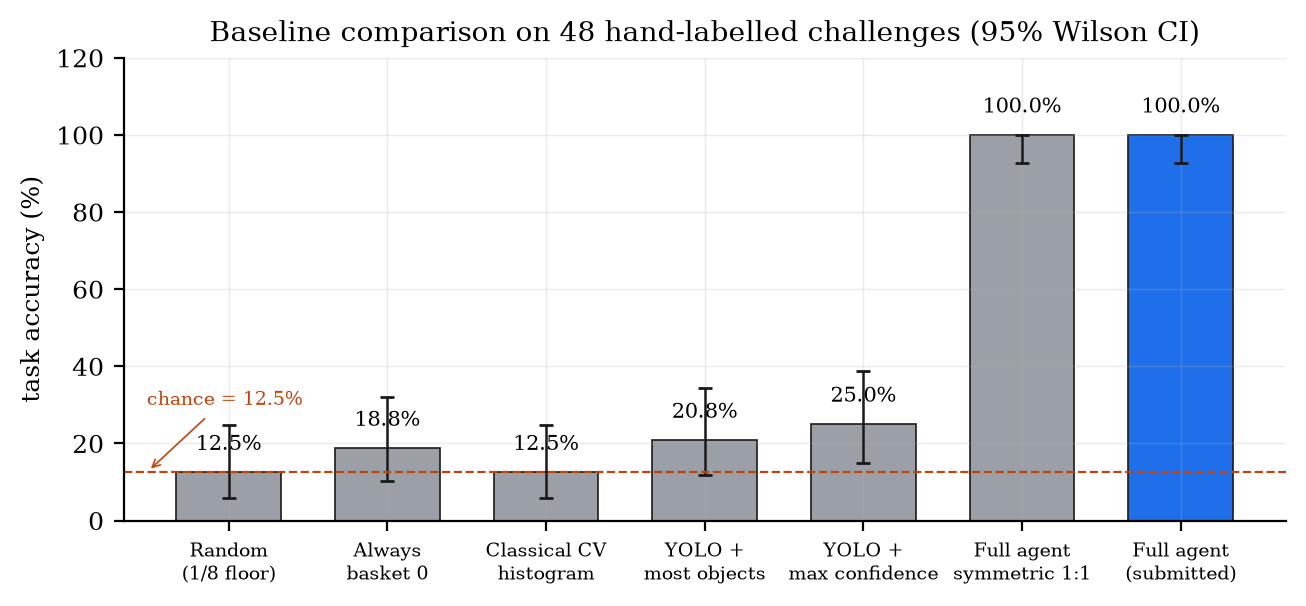 Baseline comparison on 48 hand-labelled challenges (95% Wilson CI)
task accuracy (%)
120
100
80
60
40
20
0
chance = 12.5%
12.5%
18.8%
12.5%
20.8%
25.0%
100.0%
100.0%
Random
(1/8 floor)
Always
basket 0
Classical CV
histogram
YOLO +
most objects
YOLO +
max confidence
Full agent
symmetric 1:1
Full agent
(submitted)